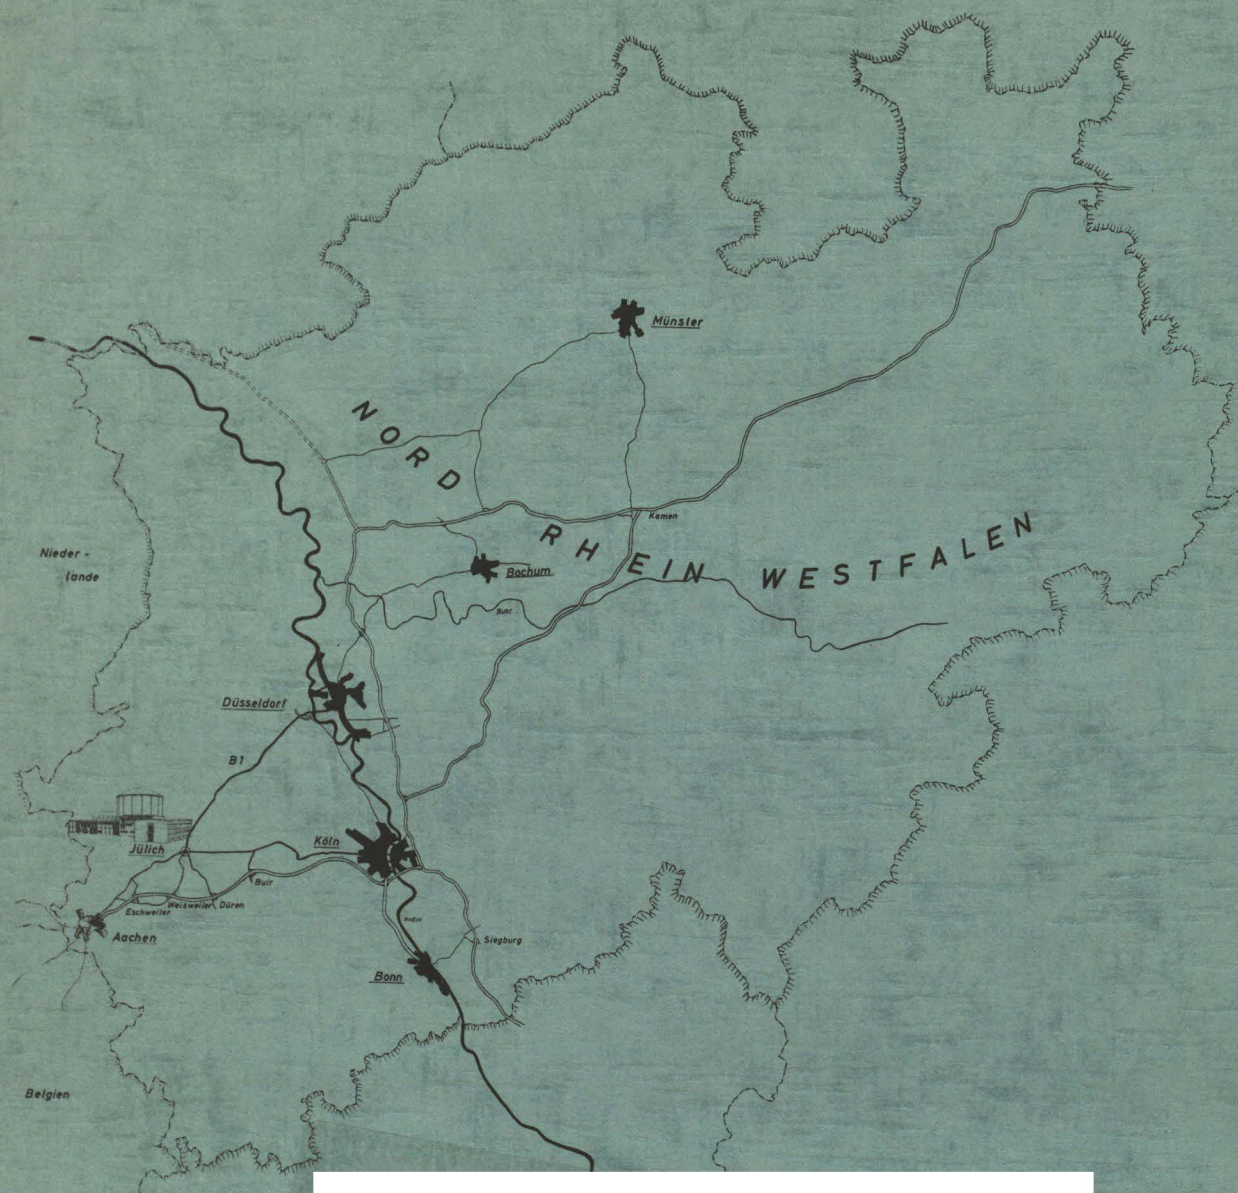 Münster
NORD
RHEIN WESTFALEN
Kamen
Nieder -
lande
Bochum
Ruhr
Düsseldorf
B1
Jülich
Köln
Buir
Weisweiler
Düren
Eschweiler
Aachen
RHEIN
Siegburg
Bonn
Belgien